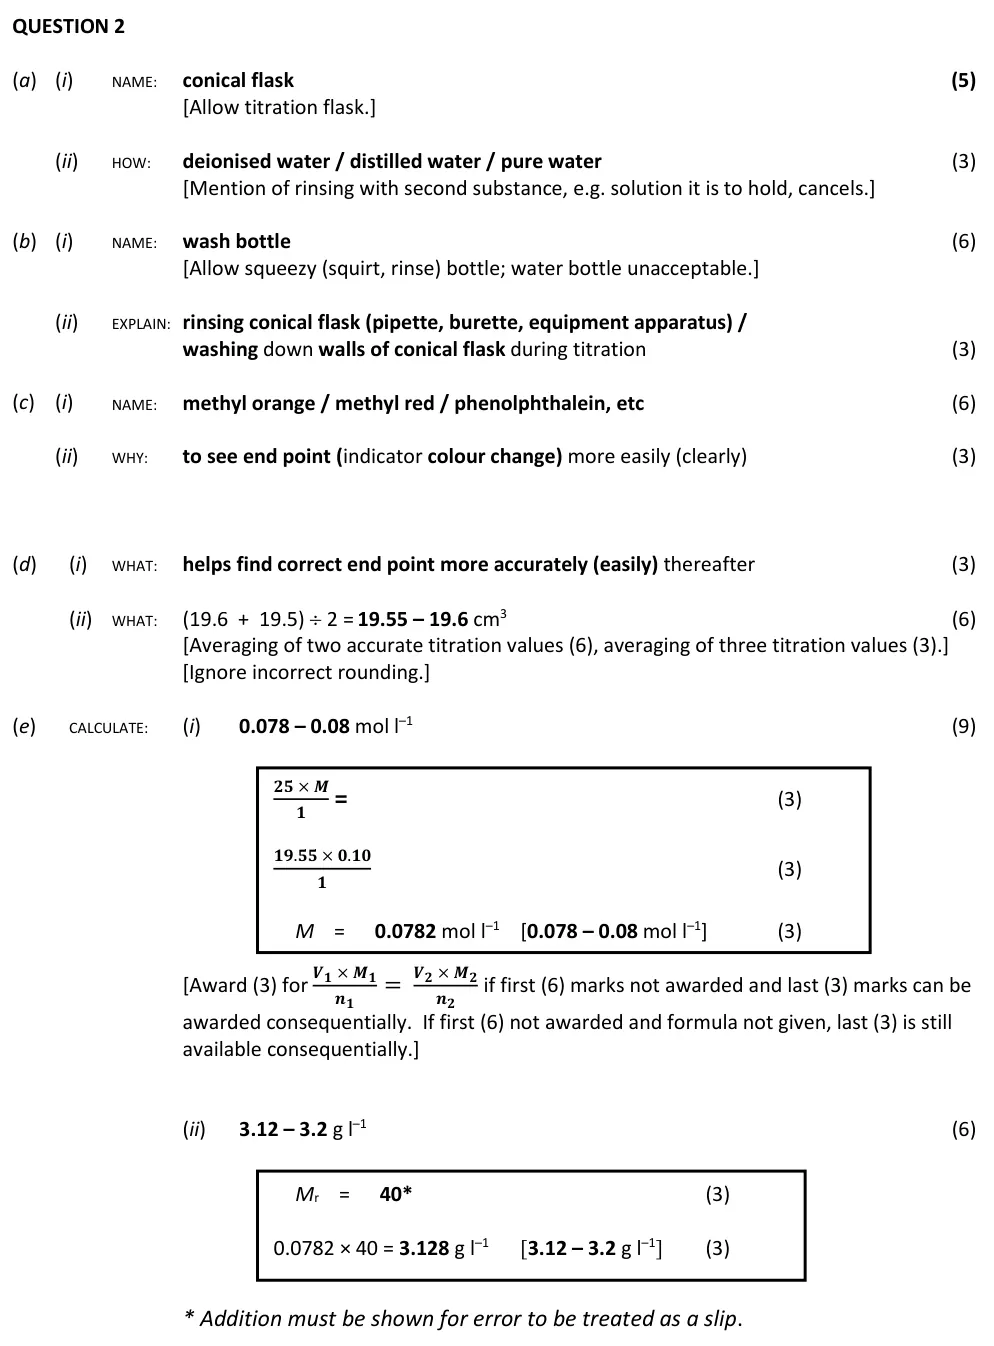 QUESTION 2
(a) (i) NAME: conical flask (5)
[Allow titration flask.]
(ii) HOW: deionised water / distilled water / pure water (3)
[Mention of rinsing with second substance, e.g. solution it is to hold, cancels.]
(b) (i) NAME: wash bottle (6)
[Allow squeezy (squirt, rinse) bottle; water bottle unacceptable.]
(ii) EXPLAIN: rinsing conical flask (pipette, burette, equipment apparatus) /
washing down walls of conical flask during titration (3)
(c) (i) NAME: methyl orange / methyl red / phenolphthalein, etc (6)
(ii) WHY: to see end point (indicator colour change) more easily (clearly) (3)
(d) (i) WHAT: helps find correct end point more accurately (easily) thereafter (3)
(ii) WHAT: (19.6 + 19.5) ÷ 2 = 19.55 – 19.6 cm³ (6)
[Averaging of two accurate titration values (6), averaging of three titration values (3).]
[Ignore incorrect rounding.]
(e) CALCULATE: (i) 0.078 – 0.08 mol l⁻¹ (9)
25 × M / 1 = (3)
19.55 × 0.10 / 1 (3)
M = 0.0782 mol l⁻¹ [0.078 – 0.08 mol l⁻¹] (3)
[Award (3) for V₁ × M₁ / n₁ = V₂ × M₂ / n₂ if first (6) marks not awarded and last (3) marks can be
awarded consequentially. If first (6) not awarded and formula not given, last (3) is still
available consequentially.]
(ii) 3.12 – 3.2 g l⁻¹ (6)
Mr = 40* (3)
0.0782 × 40 = 3.128 g l⁻¹ [3.12 – 3.2 g l⁻¹] (3)
* Addition must be shown for error to be treated as a slip.